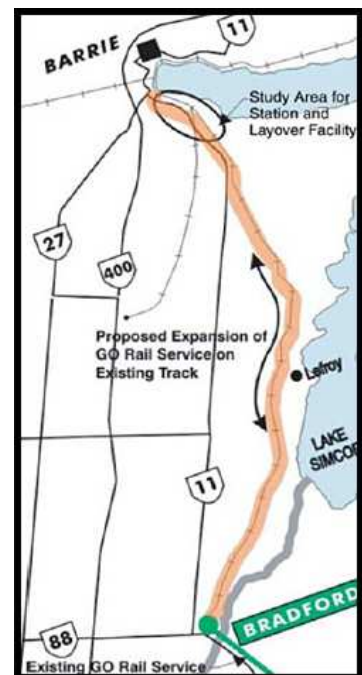 11
BARRIE
Study Area for
Station and
Layover Facility
27
400
Proposed Expansion of
GO Rail Service on
Existing Track
Lefroy
LAKE
SIMCOE
11
BRADFORD
88
Existing GO Rail Service